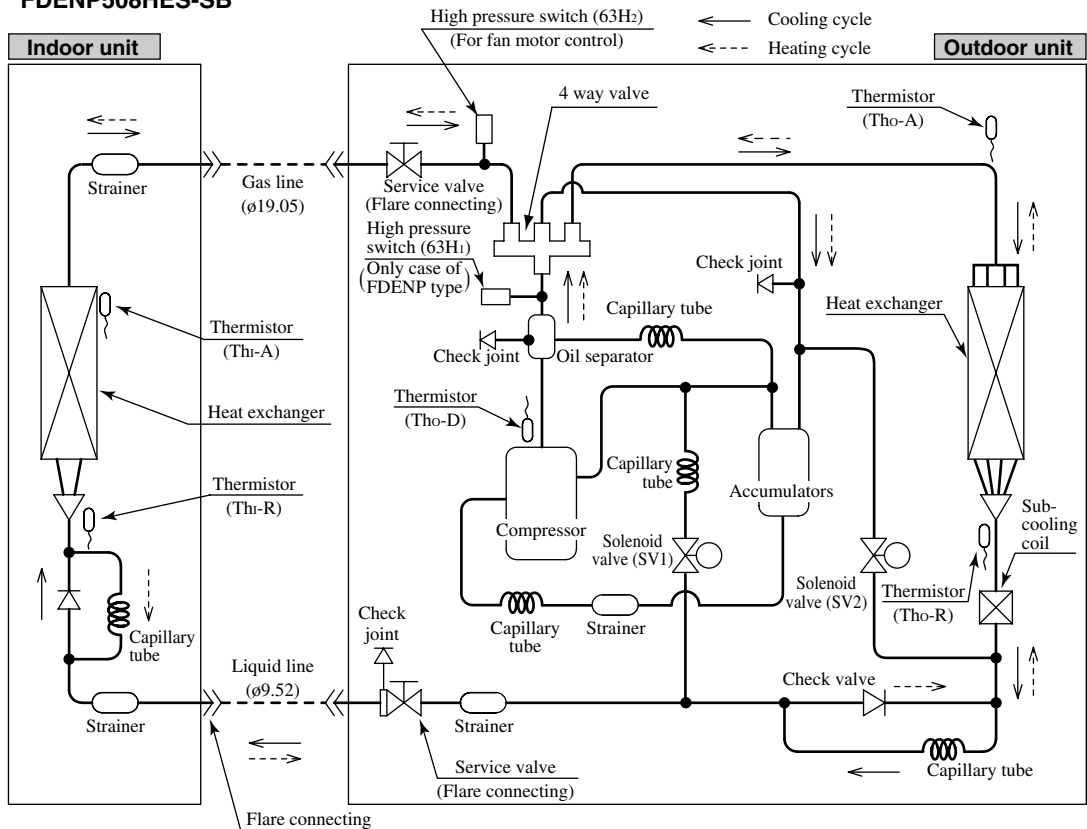 FDENP508HES-SB
High pressure switch (63H2)
(For fan motor control)
Cooling cycle
Heating cycle
Indoor unit
Outdoor unit
4 way valve
Thermistor
(Tho-A)
Strainer
Gas line
(ø19.05)
Service valve
(Flare connecting)
High pressure
switch (63H1)
(Only case of
FDENP type)
Check joint
Capillary tube
Heat exchanger
Thermistor
(ThI-A)
Check joint
Oil separator
Thermistor
(Tho-D)
Heat exchanger
Capillary
tube
Accumulators
Thermistor
(ThI-R)
Compressor
Solenoid
valve (SV1)
Sub-
cooling
coil
Solenoid
valve (SV2)
Thermistor
(Tho-R)
Capillary
tube
Check
joint
Capillary
tube
Strainer
Liquid line
(ø9.52)
Check valve
Strainer
Strainer
Service valve
(Flare connecting)
Capillary tube
Flare connecting